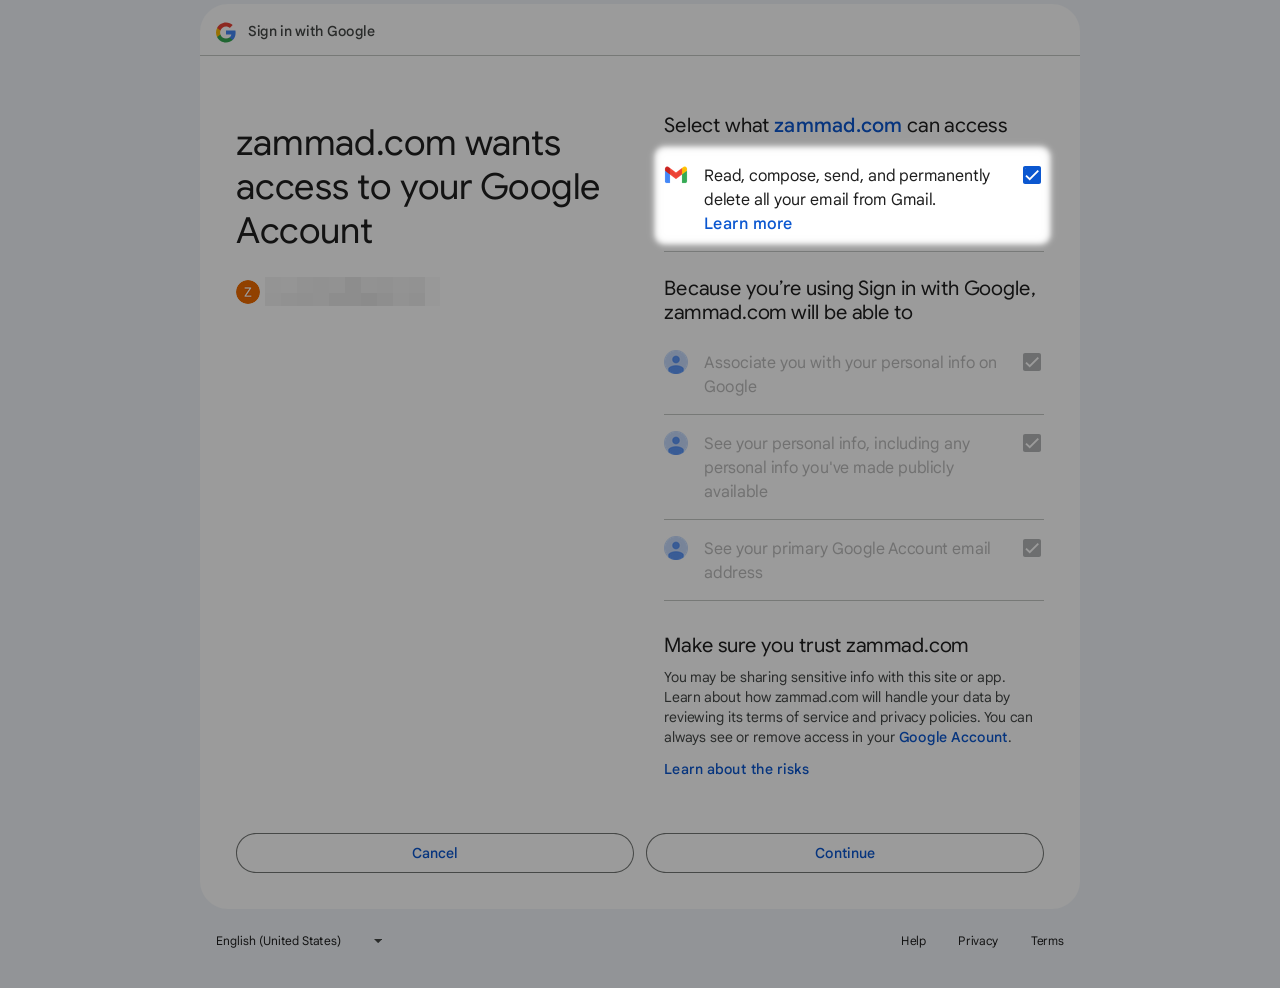 Sign in with Google
zammad.com wants
access to your Google
Account
Z
Select what zammad.com can access
Read, compose, send, and permanently
delete all your email from Gmail.
Learn more
Because you’re using Sign in with Google,
zammad.com will be able to
Associate you with your personal info on
Google
See your personal info, including any
personal info you've made publicly
available
See your primary Google Account email
address
Make sure you trust zammad.com
You may be sharing sensitive info with this site or app.
Learn about how zammad.com will handle your data by
reviewing its terms of service and privacy policies. You can
always see or remove access in your Google Account.
Learn about the risks
Cancel
Continue
English (United States)
Help
Privacy
Terms